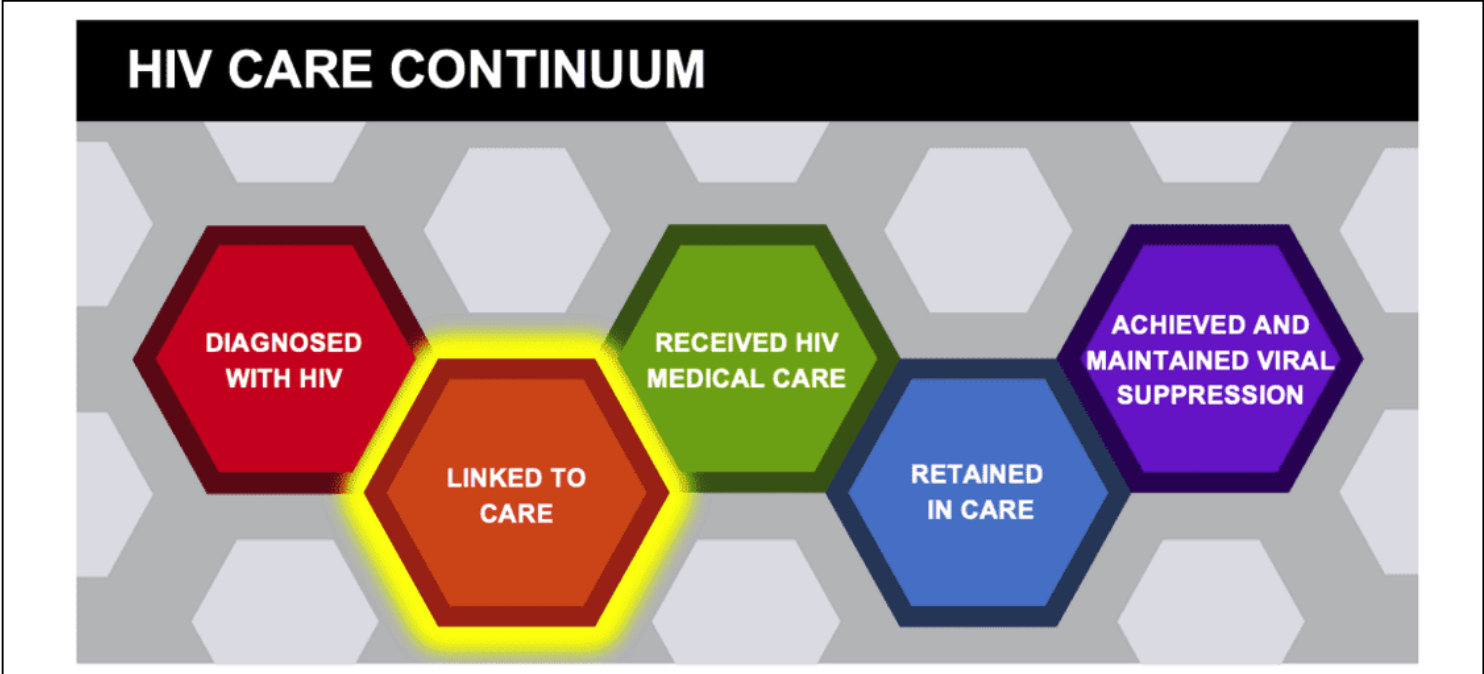 HIV CARE CONTINUUM
DIAGNOSED
WITH HIV
LINKED TO
CARE
RECEIVED HIV
MEDICAL CARE
RETAINED
IN CARE
ACHIEVED AND
MAINTAINED VIRAL
SUPPRESSION